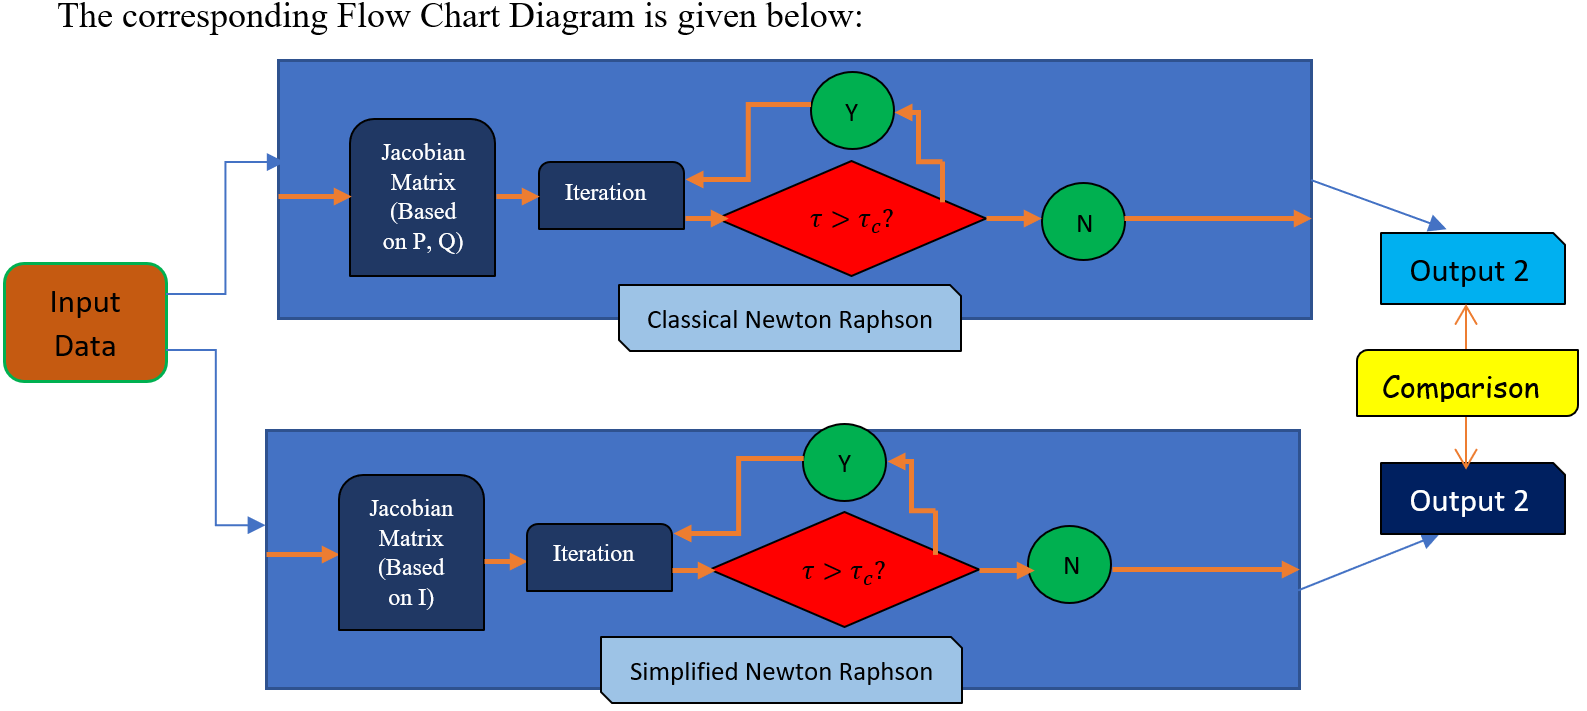 The corresponding Flow Chart Diagram is given below:
Input
Data
Jacobian
Matrix
(Based
on P, Q)
Iteration
Y
τ > τc?
N
Classical Newton Raphson
Output 2
Comparison
Jacobian
Matrix
(Based
on I)
Iteration
Y
τ > τc?
N
Simplified Newton Raphson
Output 2